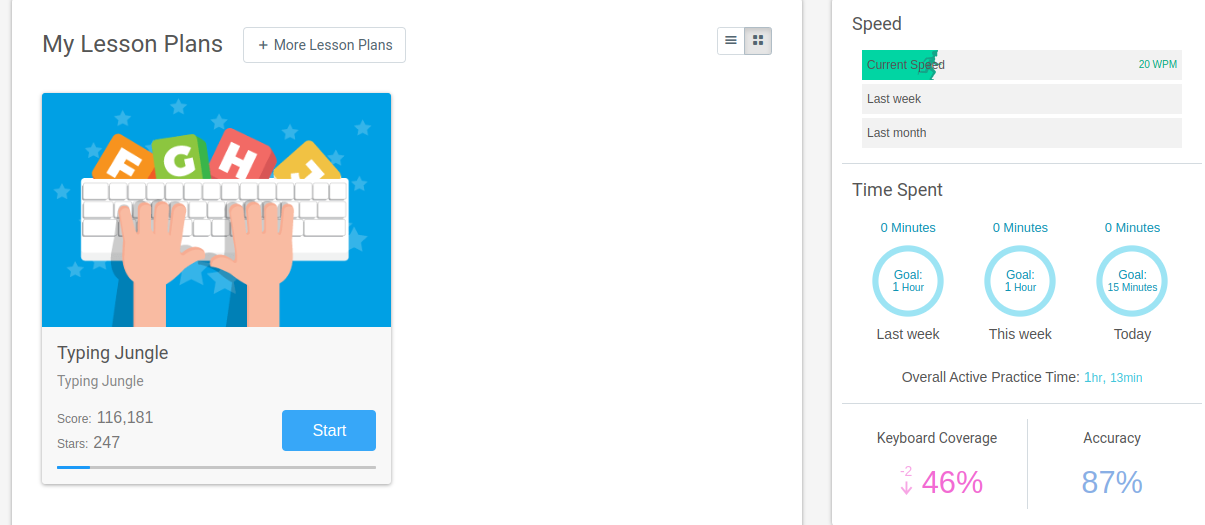 My Lesson Plans
+ More Lesson Plans
F G H
Typing Jungle
Typing Jungle
Score: 116,181
Stars: 247
Start
Speed
Current Speed 20 WPM
Last week
Last month
Time Spent
0 Minutes 0 Minutes 0 Minutes
Goal: Goal: Goal:
1 Hour 1 Hour 15 Minutes
Last week This week Today
Overall Active Practice Time: 1hr, 13min
Keyboard Coverage Accuracy
-2
46% 87%